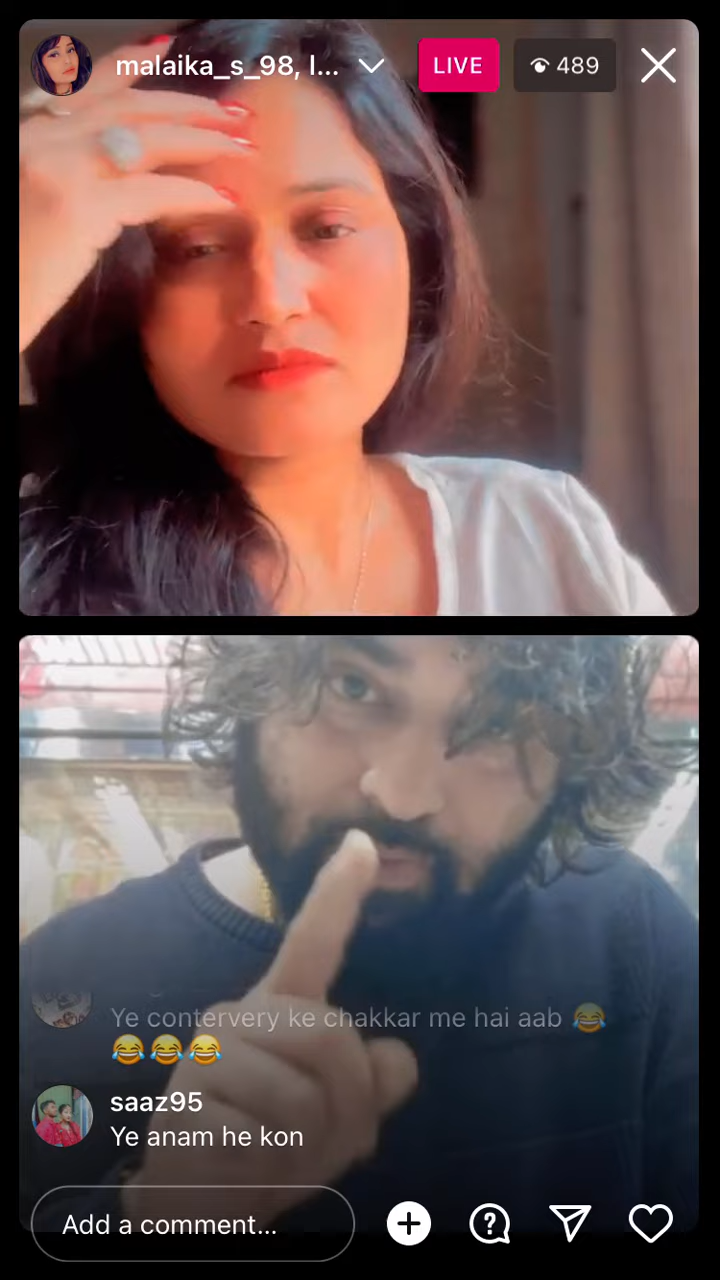 malaika_s_98, l... LIVE 489
Ye contervery ke chakkar me hai aab 😂
😂😂😂
saaz95
Ye anam he kon
Add a comment...